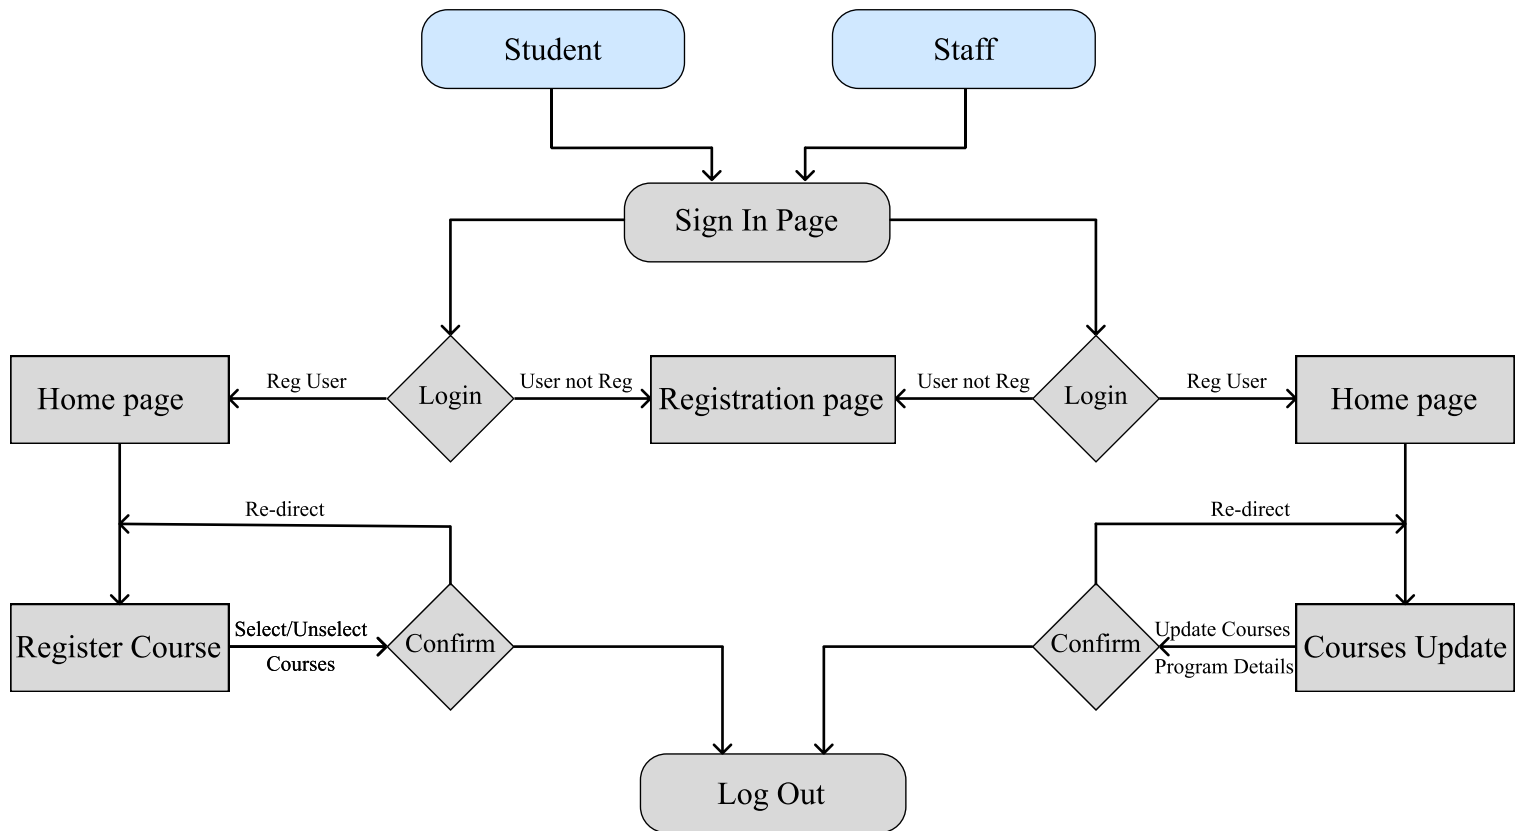 Student
Staff
Sign In Page
Home page
Reg User
Login
User not Reg
Registration page
User not Reg
Login
Reg User
Home page
Re-direct
Re-direct
Register Course
Select/Unselect
Courses
Confirm
Confirm
Update Courses
Program Details
Courses Update
Log Out